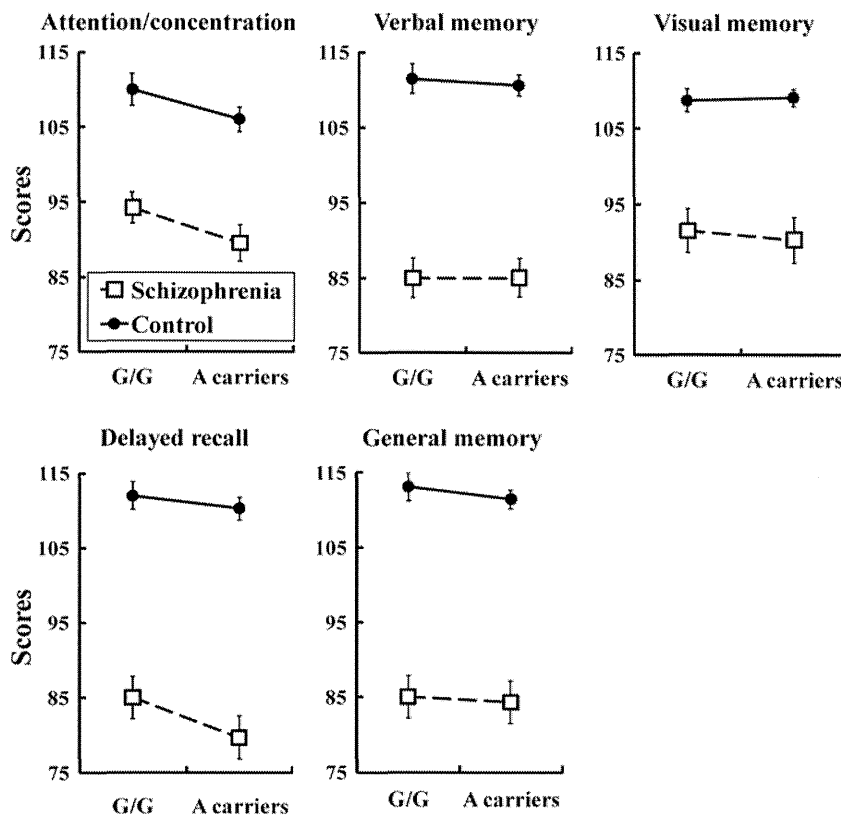 Attention/concentration
115
105
95
85
75
Scores
Schizophrenia
Control
G/G A carriers
Verbal memory
115
105
95
85
75
G/G A carriers
Visual memory
115
105
95
85
75
G/G A carriers
Delayed recall
115
105
95
85
75
Scores
G/G A carriers
General memory
115
105
95
85
75
G/G A carriers